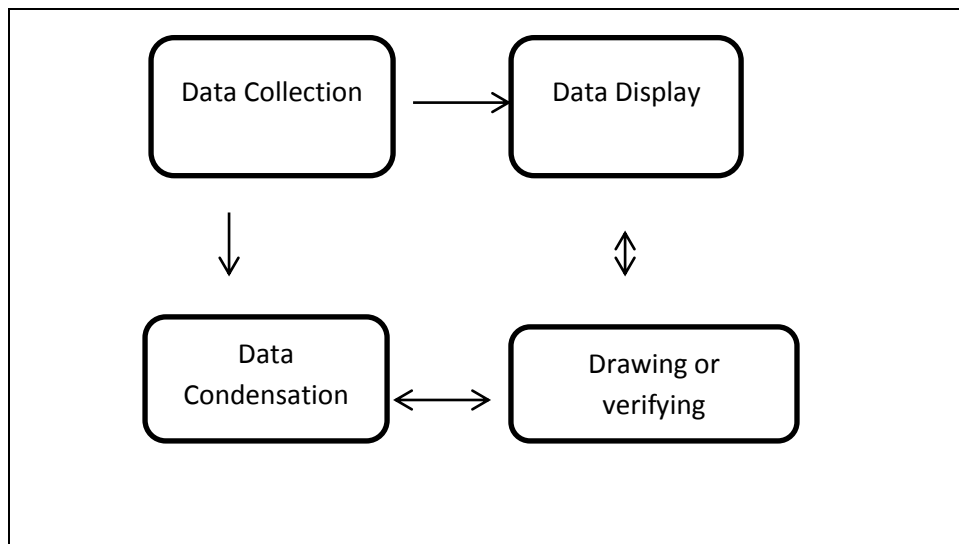 Data Collection
Data Display
Data
Condensation
Drawing or
verifying